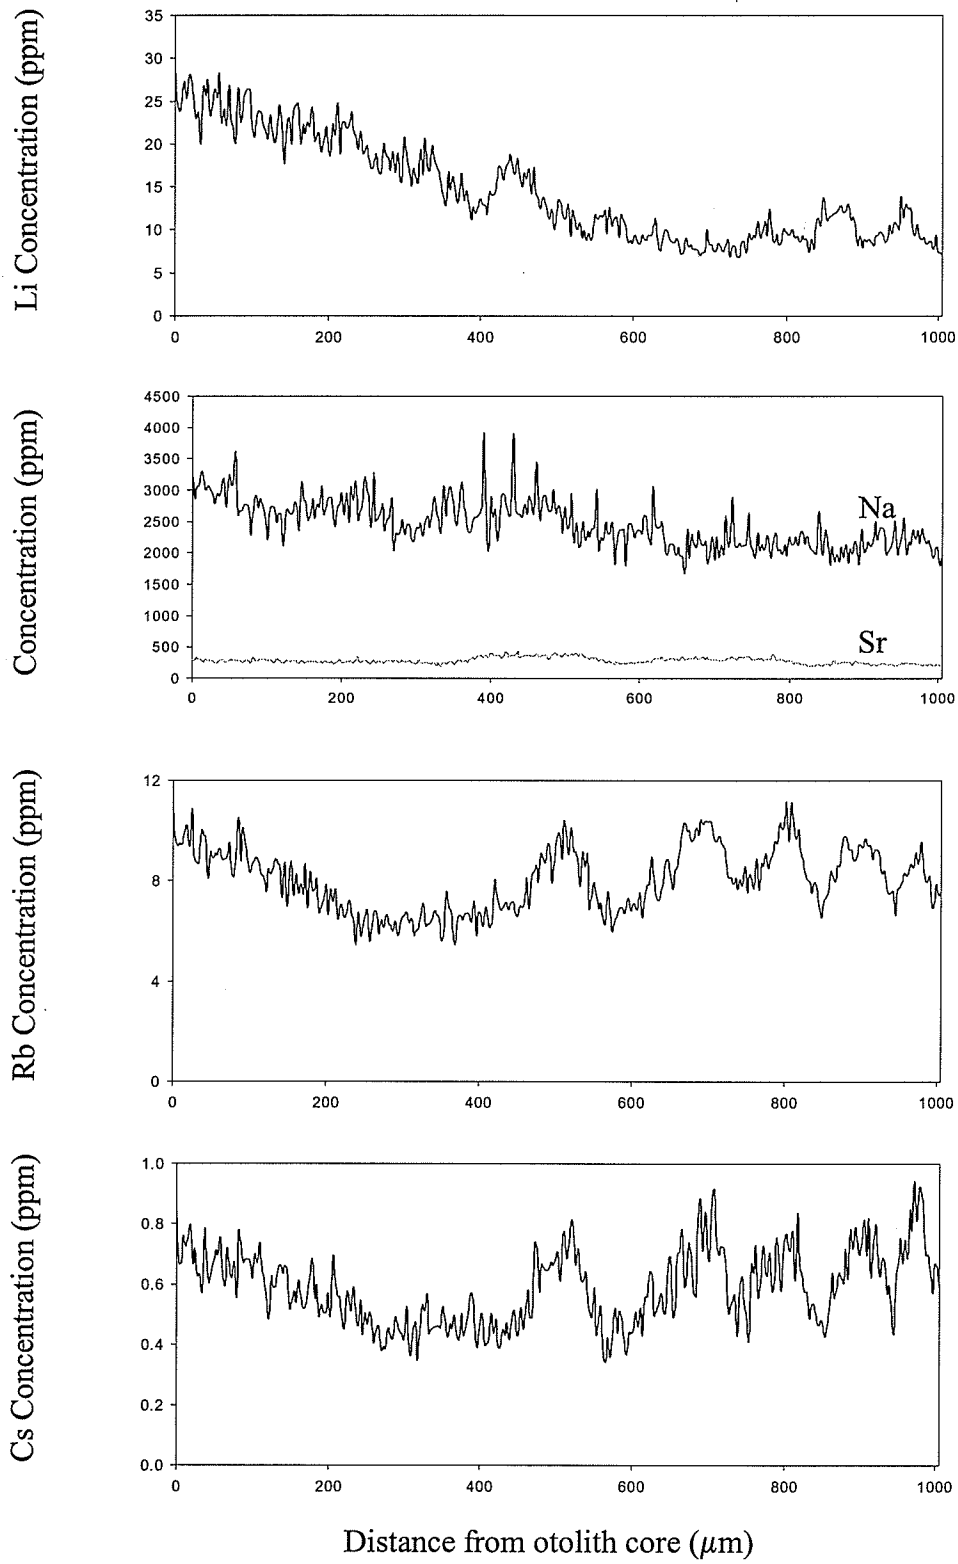 Li Concentration (ppm)
35
30
25
20
15
10
5
0
0 200 400 600 800 1000
Concentration (ppm)
4500
4000
3500
3000
2500
2000
1500
1000
500
0
Na
Sr
0 200 400 600 800 1000
Rb Concentration (ppm)
12
8
4
0
0 200 400 600 800 1000
Cs Concentration (ppm)
1.0
0.8
0.6
0.4
0.2
0.0
0 200 400 600 800 1000
Distance from otolith core (μm)